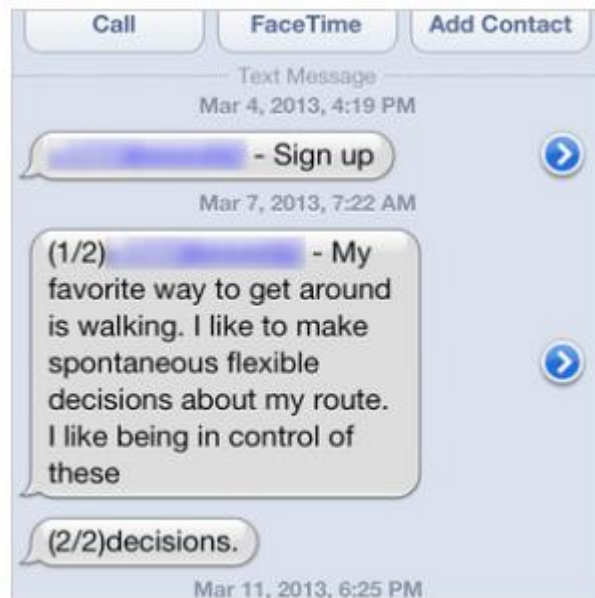 Call FaceTime Add Contact
Text Message
Mar 4, 2013, 4:19 PM
- Sign up
Mar 7, 2013, 7:22 AM
(1/2) - My
favorite way to get around
is walking. I like to make
spontaneous flexible
decisions about my route.
I like being in control of
these
(2/2)decisions.
Mar 11, 2013, 6:25 PM